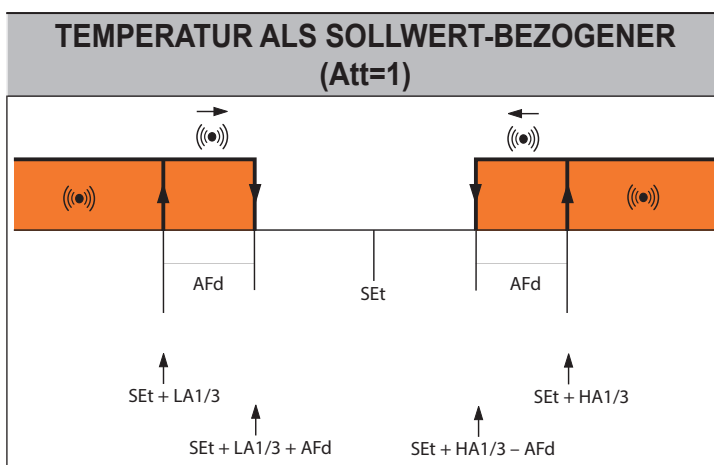 TEMPERATUR ALS SOLLWERT-BEZOGENER
(Att=1)
AFd
SEt
AFd
SEt + LA1/3
SEt + HA1/3
SEt + LA1/3 + AFd
SEt + HA1/3 – AFd